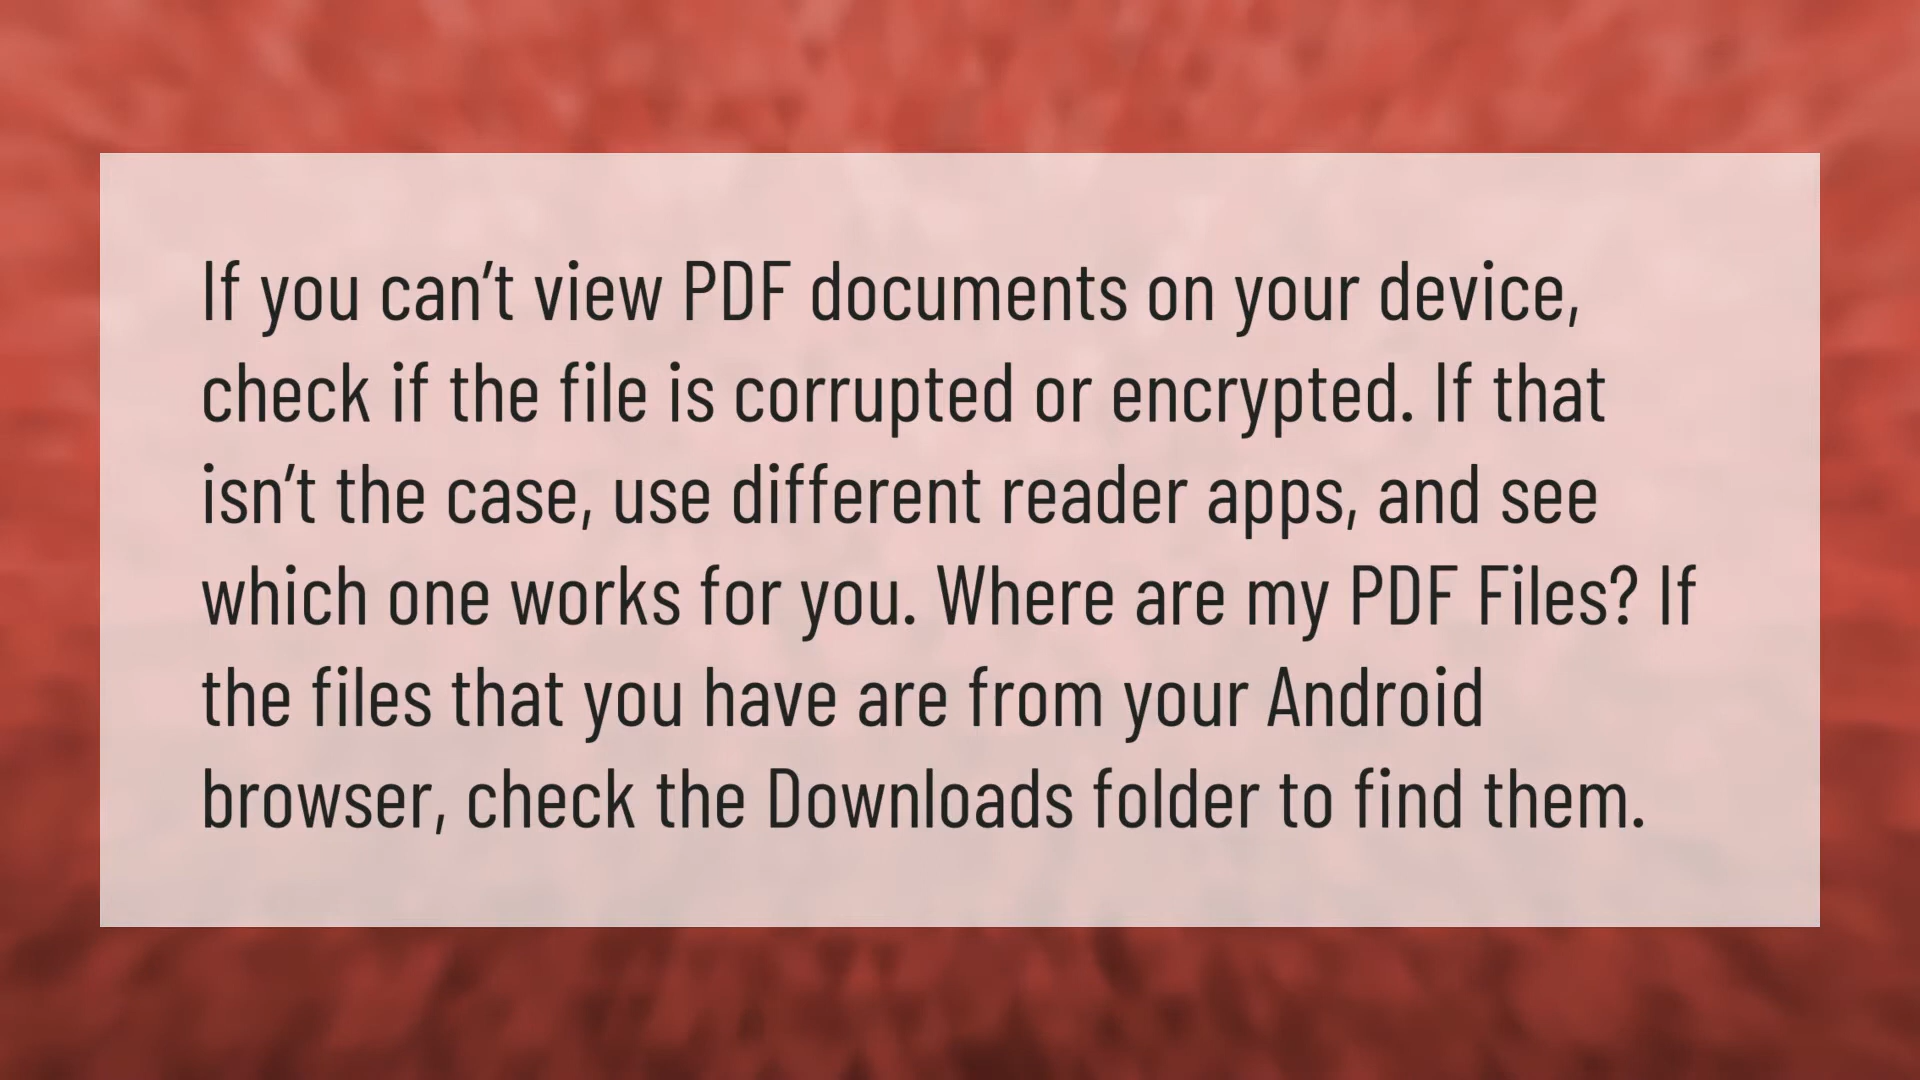 If you can’t view PDF documents on your device,
check if the file is corrupted or encrypted. If that
isn’t the case, use different reader apps, and see
which one works for you. Where are my PDF Files? If
the files that you have are from your Android
browser, check the Downloads folder to find them.